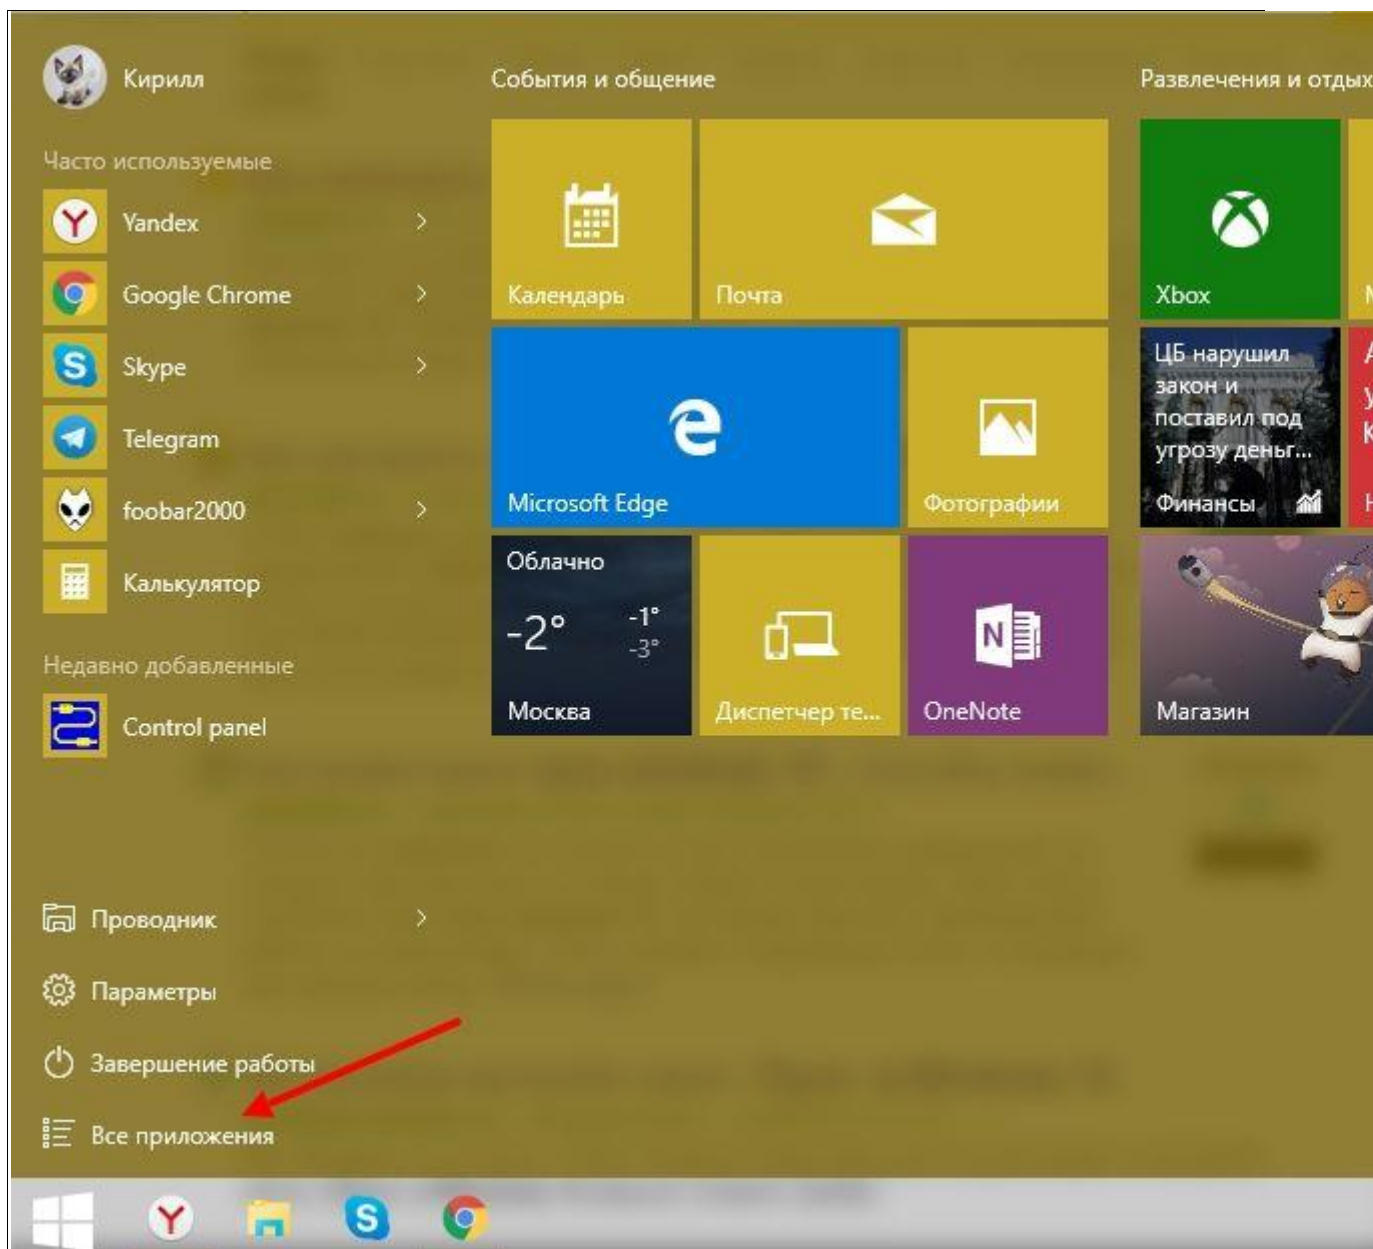 Кирилл
Часто используемые
Yandex
Google Chrome
Skype
Telegram
foobar2000
Калькулятор
Недавно добавленные
Control panel
Проводник
Параметры
Завершение работы
Все приложения
События и общение
Календарь
Почта
Microsoft Edge
Фотографии
Облачно
-2°
-1°
-3°
Москва
Диспетчер те...
OneNote
Развлечения и отдых
Xbox
ЦБ нарушил
закон и
поставил под
угрозу деньг...
Финансы
Магазин